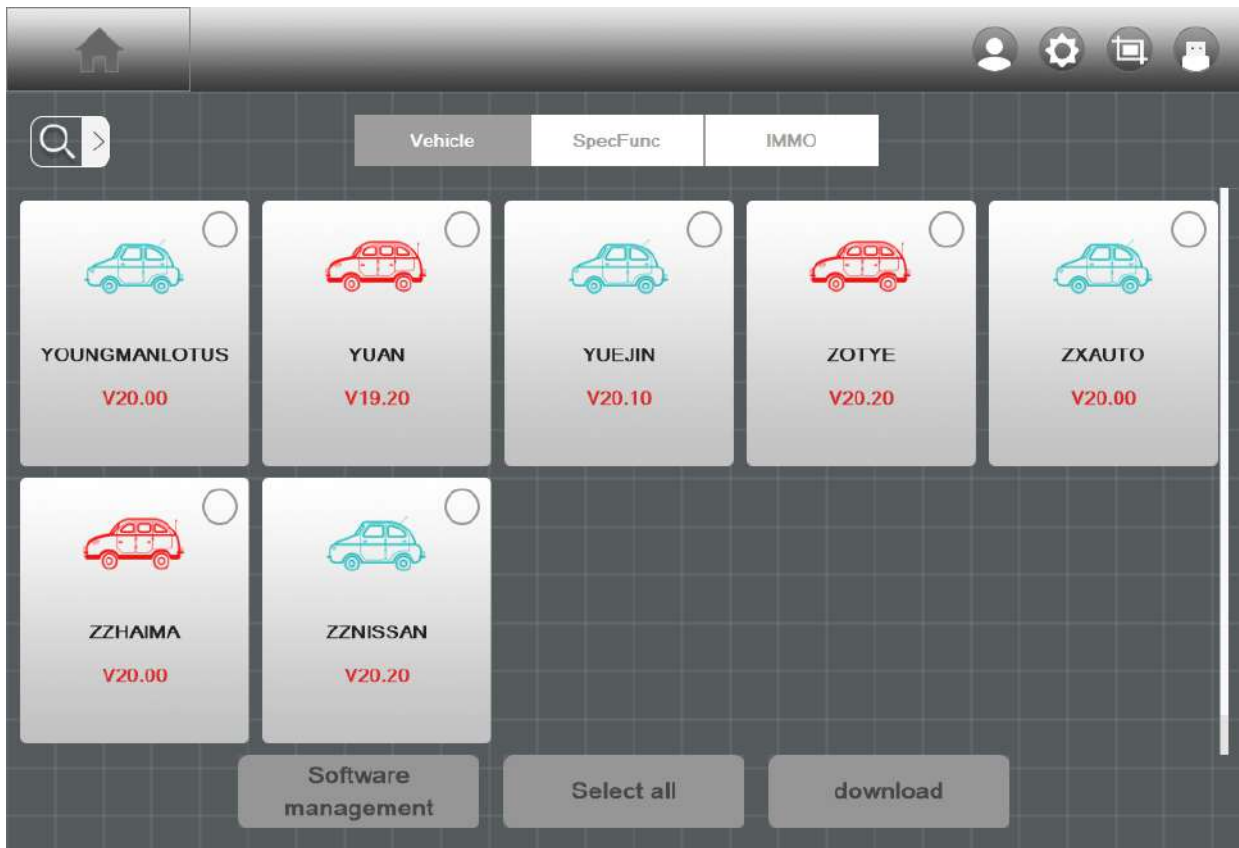 Vehicle
SpecFunc
IMMO
YOUNGMANLOTUS
YUAN
YUEJIN
ZOTYE
ZXAUTO
V20.00
V19.20
V20.10
V20.20
V20.00
ZZHAIMA
ZZNISSAN
V20.00
V20.20
Software
management
Select all
download